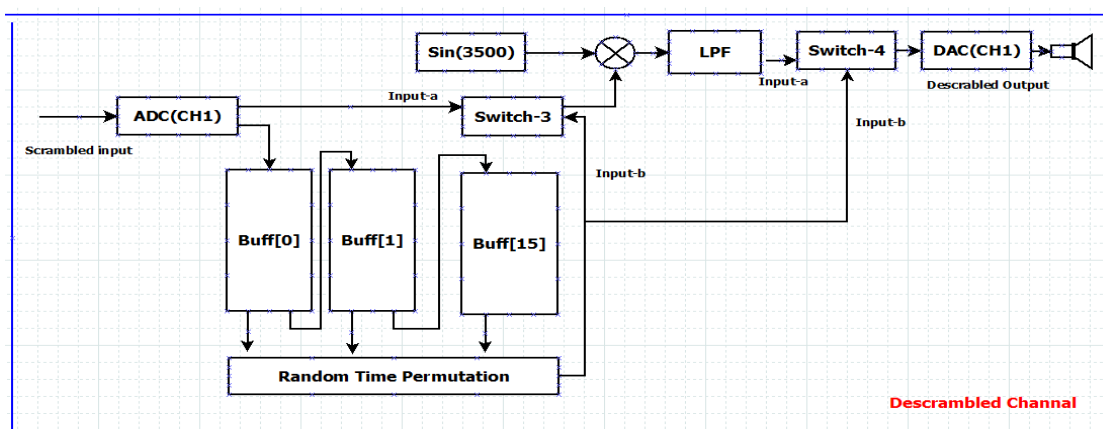 Sin(3500)
LPF
Switch-4
DAC(CH1)
Input-a
Descrabled Output
Input-a
ADC(CH1)
Switch-3
Input-b
Scrambled input
Input-b
Buff[0]
Buff[1]
Buff[15]
Random Time Permutation
Descrambled Channel